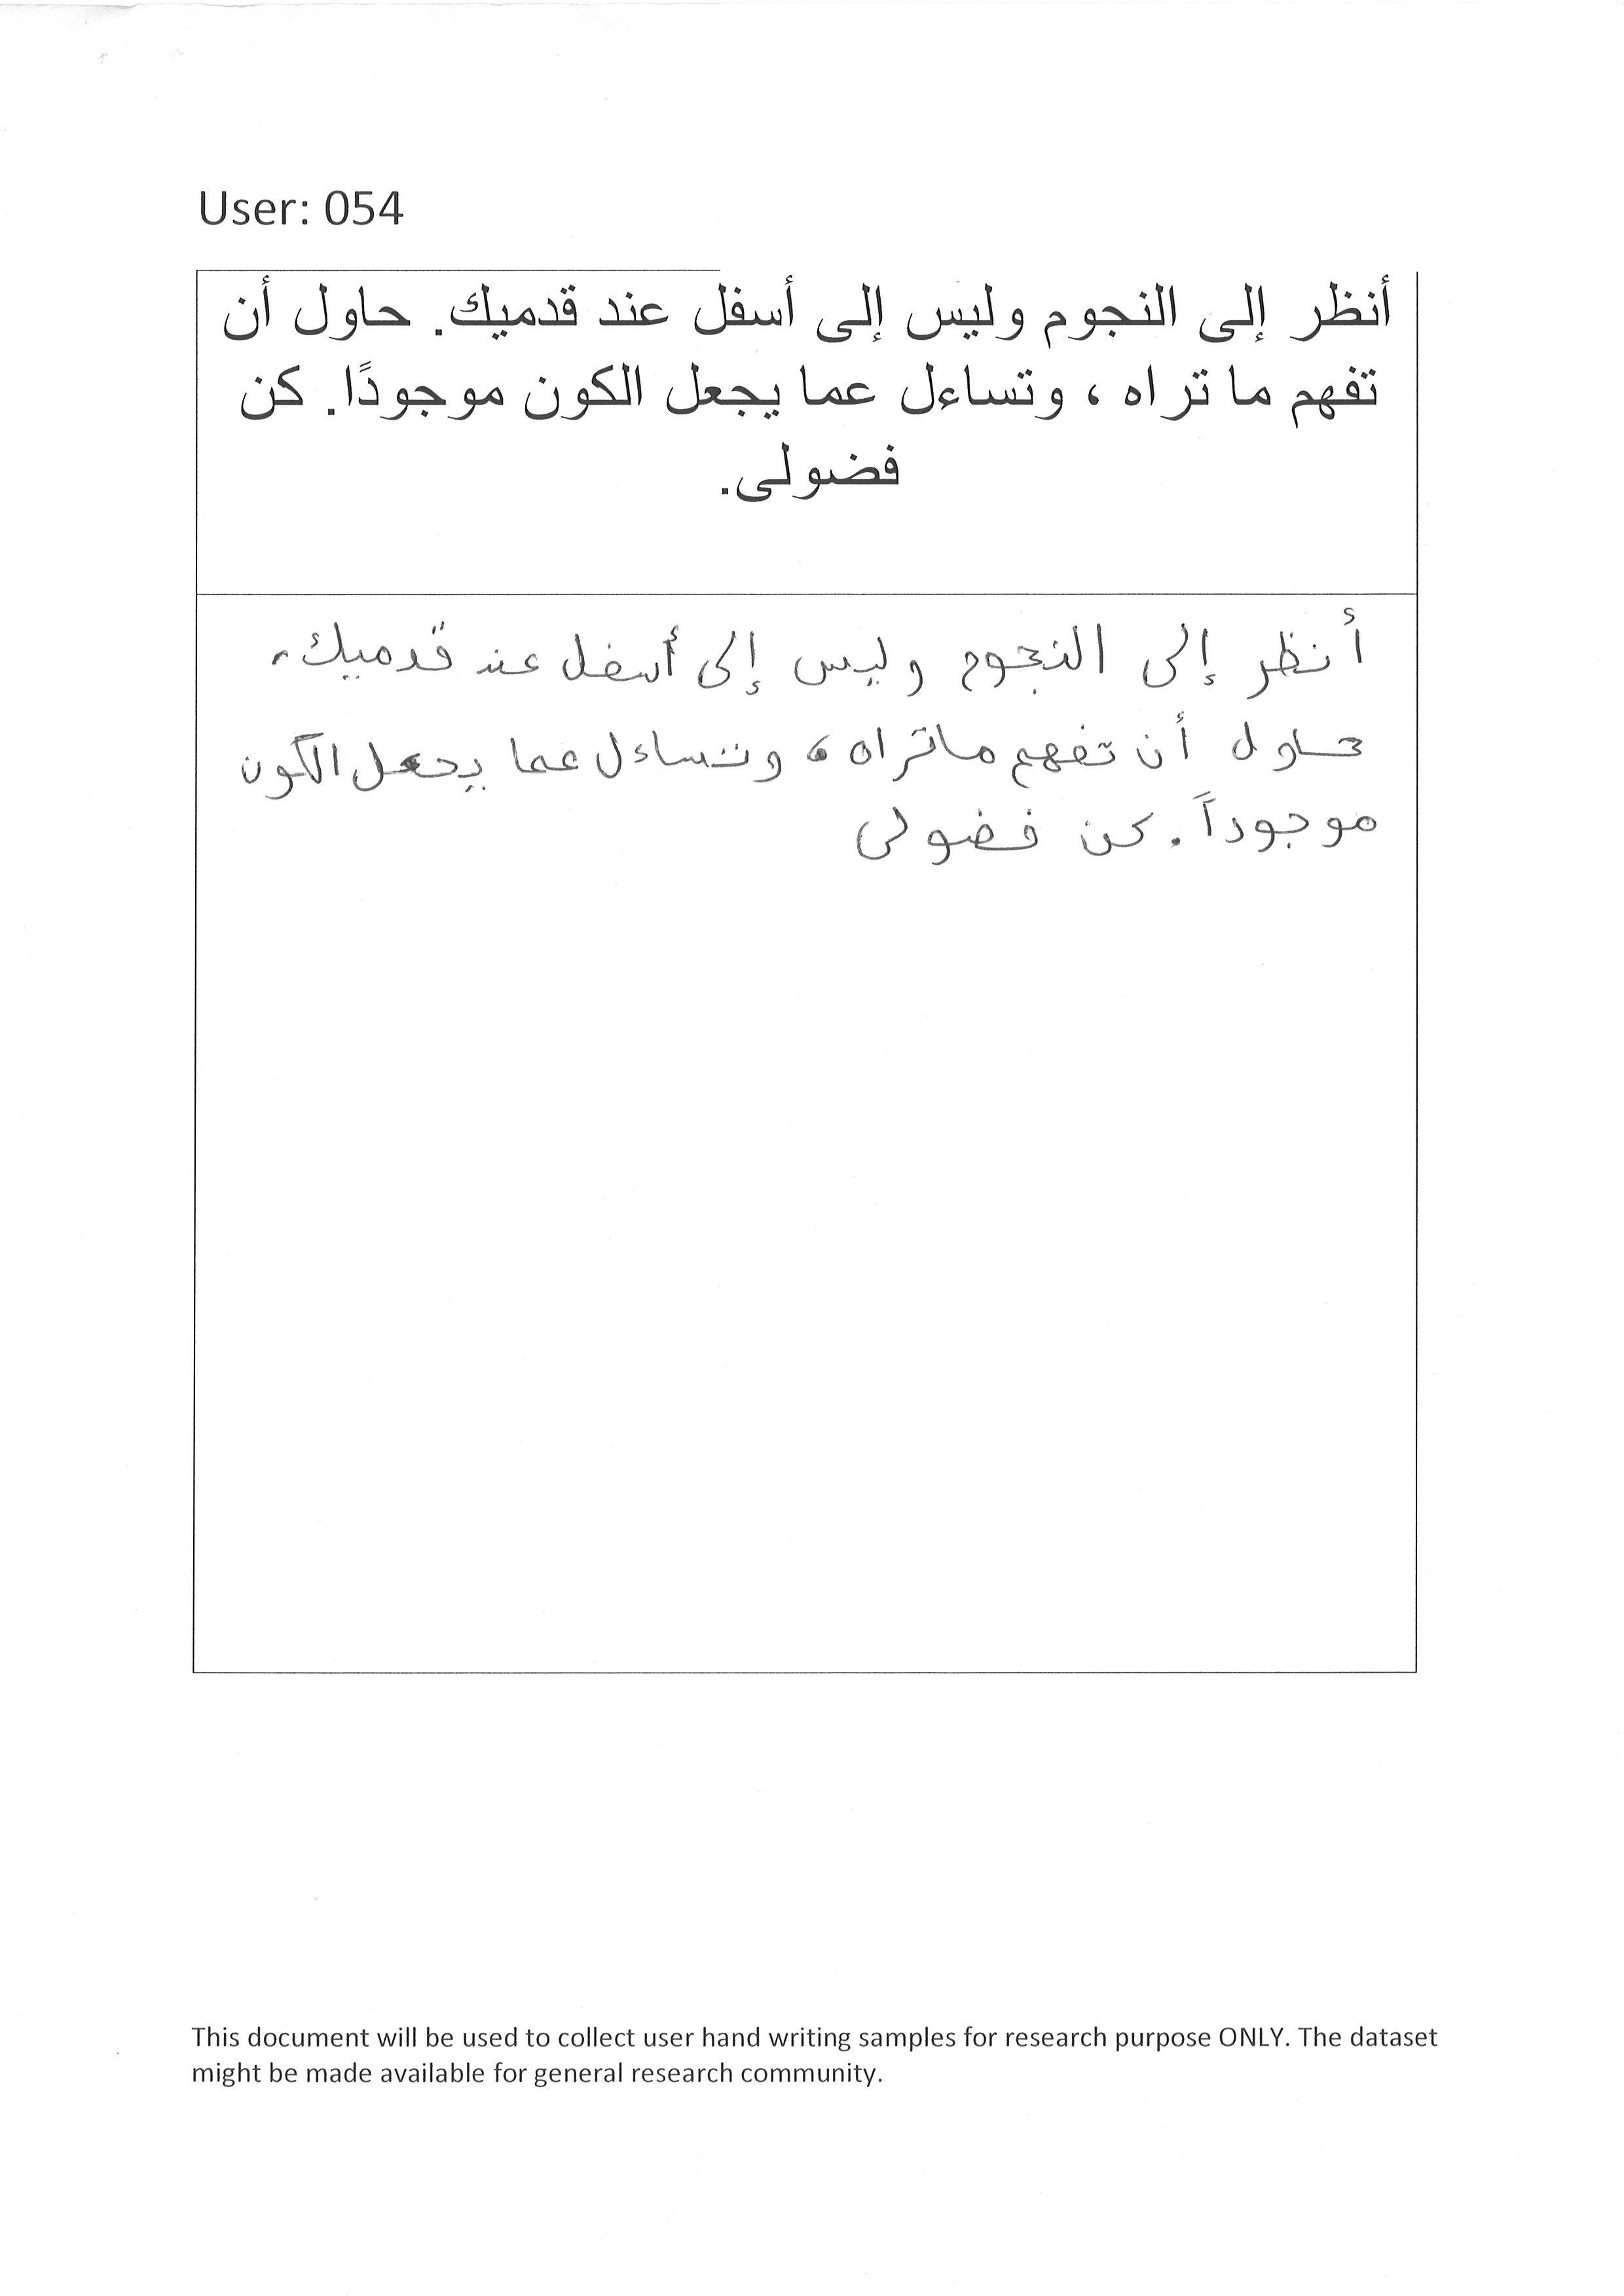 User: 054
أنظر إلى النجوم وليس إلى أسفل عند قدميك. حاول أن
تفهم ما تراه ، وتساءل عما يجعل الكون موجودًا. كن
فضولى.
أنظر إلى النجوم وليس إلى أسفل عند قدميك.
حاول أن تفهم ماتراه ، وتساءل عما يجعل الكون
موجوداً. كن فضولى
This document will be used to collect user hand writing samples for research purpose ONLY. The dataset
might be made available for general research community.